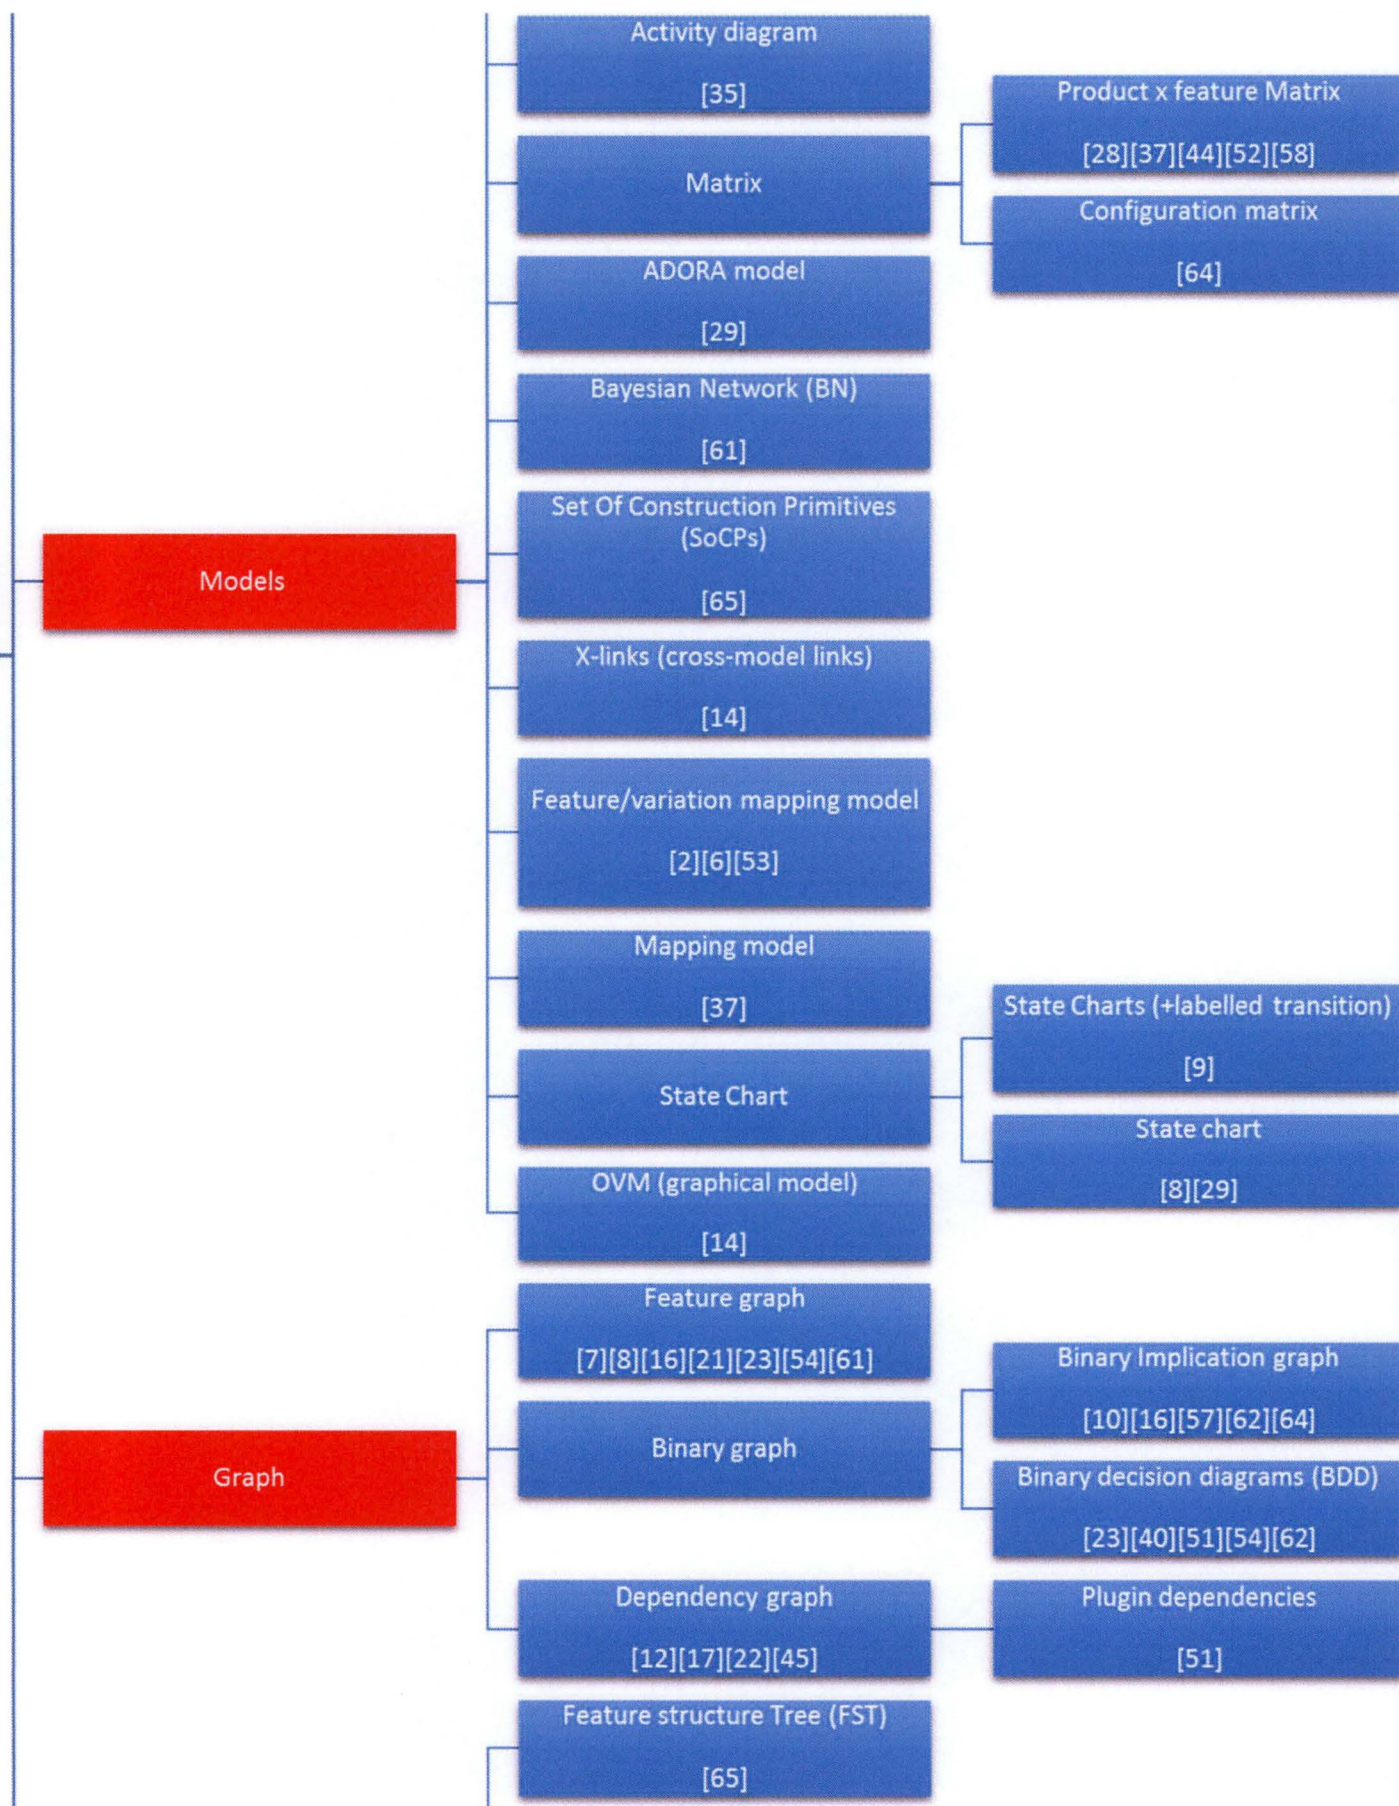 Activity diagram
[35]
Product x feature Matrix
[28][37][44][52][58]
Matrix
Configuration matrix
[64]
ADORA model
[29]
Bayesian Network (BN)
[61]
Set Of Construction Primitives
(SoCPs)
[65]
Models
X-links (cross-model links)
[14]
Feature/variation mapping model
[2][6][53]
Mapping model
[37]
State Charts (+labelled transition)
[9]
State Chart
State chart
[8][29]
OVM (graphical model)
[14]
Feature graph
[7][8][16][21][23][54][61]
Binary Implication graph
[10][16][57][62][64]
Binary graph
Graph
Binary decision diagrams (BDD)
[23][40][51][54][62]
Dependency graph
[12][17][22][45]
Plugin dependencies
[51]
Feature structure Tree (FST)
[65]